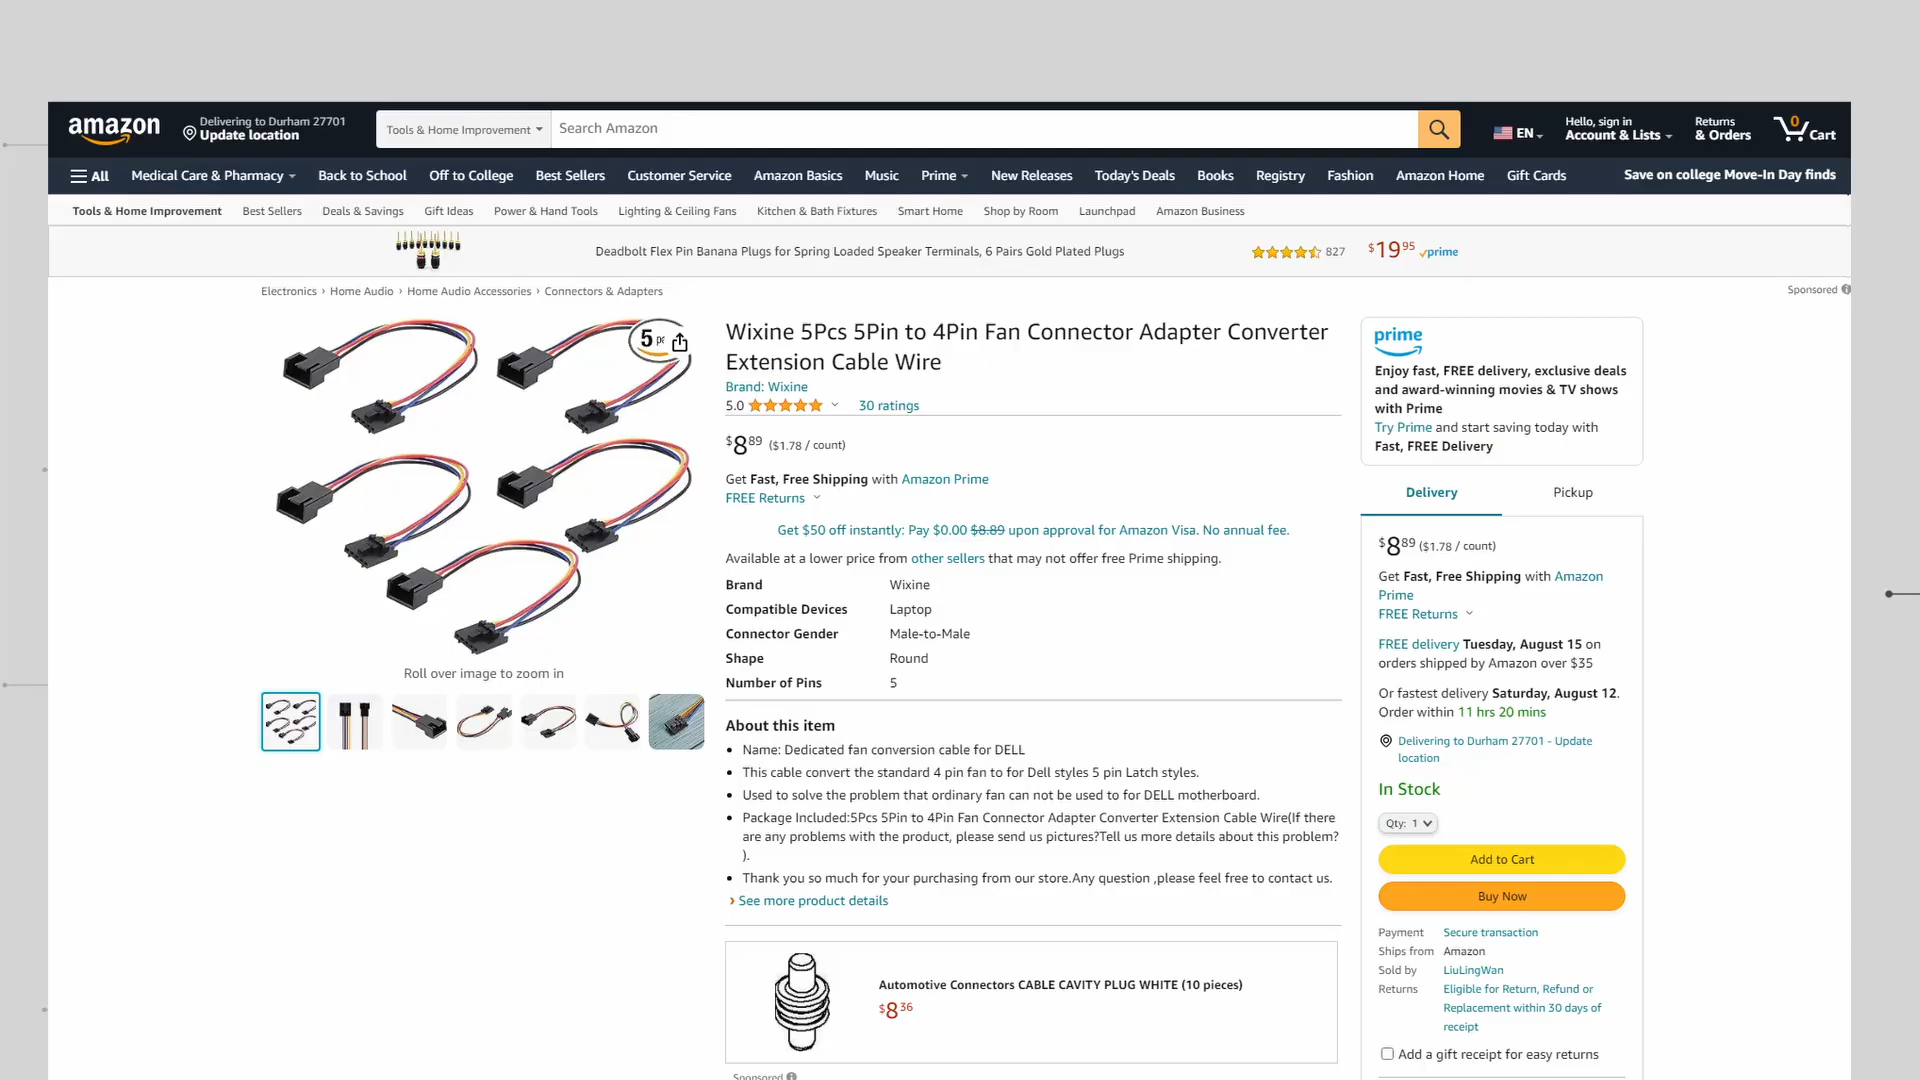 amazon
Delivering to Durham 27701
Update location
Tools & Home Improvement
Search Amazon
EN
Hello, sign in
Account & Lists
Returns
& Orders
0
Cart
All
Medical Care & Pharmacy
Back to School
Off to College
Best Sellers
Customer Service
Amazon Basics
Music
Prime
New Releases
Today's Deals
Books
Registry
Fashion
Amazon Home
Gift Cards
Save on college Move-In Day finds
Tools & Home Improvement
Best Sellers
Deals & Savings
Gift Ideas
Power & Hand Tools
Lighting & Ceiling Fans
Kitchen & Bath Fixtures
Smart Home
Shop by Room
Launchpad
Amazon Business
Deadbolt Flex Pin Banana Plugs for Spring Loaded Speaker Terminals, 6 Pairs Gold Plated Plugs
827
$19 95
prime
Electronics › Home Audio › Home Audio Accessories › Connectors & Adapters
Sponsored
5
Roll over image to zoom in
Wixine 5Pcs 5Pin to 4Pin Fan Connector Adapter Converter
Extension Cable Wire
Brand: Wixine
5.0
30 ratings
$8 89 ($1.78 / count)
Get Fast, Free Shipping with Amazon Prime
FREE Returns
Get $50 off instantly: Pay $0.00 $8.89 upon approval for Amazon Visa. No annual fee.
Available at a lower price from other sellers that may not offer free Prime shipping.
Brand Wixine
Compatible Devices Laptop
Connector Gender Male-to-Male
Shape Round
Number of Pins 5
About this item
• Name: Dedicated fan conversion cable for DELL
• This cable convert the standard 4 pin fan to for Dell styles 5 pin Latch styles.
• Used to solve the problem that ordinary fan can not be used to for DELL motherboard.
• Package Included:5Pcs 5Pin to 4Pin Fan Connector Adapter Converter Extension Cable Wire(If there
are any problems with the product, please send us pictures?Tell us more details about this problem?
).
• Thank you so much for your purchasing from our store.Any question ,please feel free to contact us.
› See more product details
Automotive Connectors CABLE CAVITY PLUG WHITE (10 pieces)
$8 36
Sponsored
prime
Enjoy fast, FREE delivery, exclusive deals
and award-winning movies & TV shows
with Prime
Try Prime and start saving today with
Fast, FREE Delivery
Delivery
Pickup
$8 89 ($1.78 / count)
Get Fast, Free Shipping with Amazon
Prime
FREE Returns
FREE delivery Tuesday, August 15 on
orders shipped by Amazon over $35
Or fastest delivery Saturday, August 12.
Order within 11 hrs 20 mins
Delivering to Durham 27701 - Update
location
In Stock
Qty: 1
Add to Cart
Buy Now
Payment Secure transaction
Ships from Amazon
Sold by LiuLingWan
Returns Eligible for Return, Refund or
Replacement within 30 days of
receipt
Add a gift receipt for easy returns